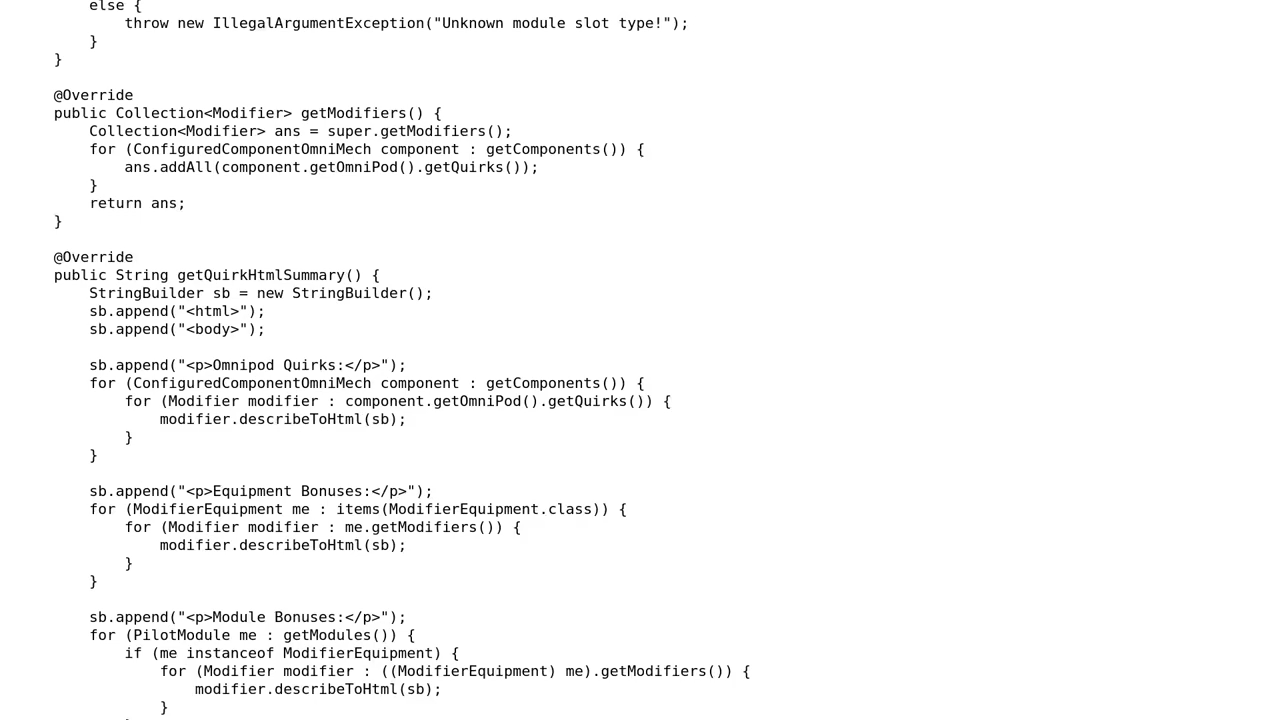 else {
            throw new IllegalArgumentException("Unknown module slot type!");
        }
    }

    @Override
    public Collection<Modifier> getModifiers() {
        Collection<Modifier> ans = super.getModifiers();
        for (ConfiguredComponentOmniMech component : getComponents()) {
            ans.addAll(component.getOmniPod().getQuirks());
        }
        return ans;
    }

    @Override
    public String getQuirkHtmlSummary() {
        StringBuilder sb = new StringBuilder();
        sb.append("<html>");
        sb.append("<body>");

        sb.append("<p>Omnipod Quirks:</p>");
        for (ConfiguredComponentOmniMech component : getComponents()) {
            for (Modifier modifier : component.getOmniPod().getQuirks()) {
                modifier.describeToHtml(sb);
            }
        }

        sb.append("<p>Equipment Bonuses:</p>");
        for (ModifierEquipment me : items(ModifierEquipment.class)) {
            for (Modifier modifier : me.getModifiers()) {
                modifier.describeToHtml(sb);
            }
        }

        sb.append("<p>Module Bonuses:</p>");
        for (PilotModule me : getModules()) {
            if (me instanceof ModifierEquipment) {
                for (Modifier modifier : ((ModifierEquipment) me).getModifiers()) {
                    modifier.describeToHtml(sb);
                }